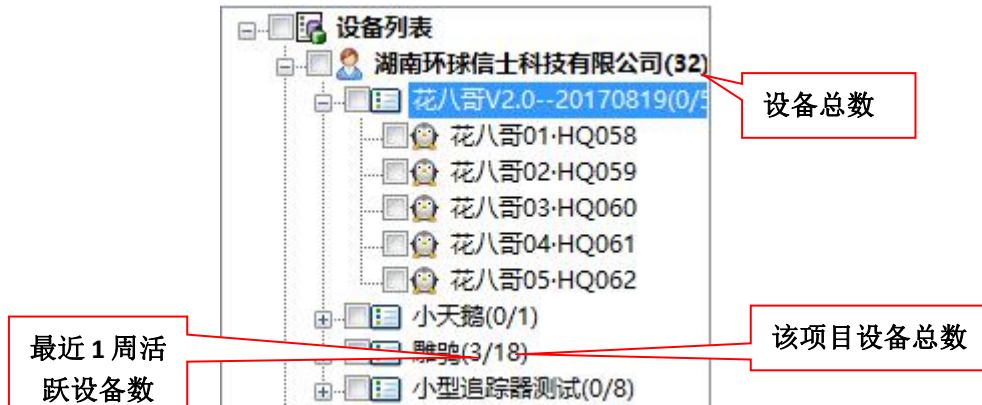 设备列表
湖南环球信士科技有限公司(32)
设备总数
花八哥V2.0--20170819(0/5
花八哥01·HQ058
花八哥02·HQ059
花八哥03·HQ060
花八哥04·HQ061
花八哥05·HQ062
小天鹅(0/1)
雕鸮(3/18)
小型追踪器测试(0/8)
最近1周活
跃设备数
该项目设备总数